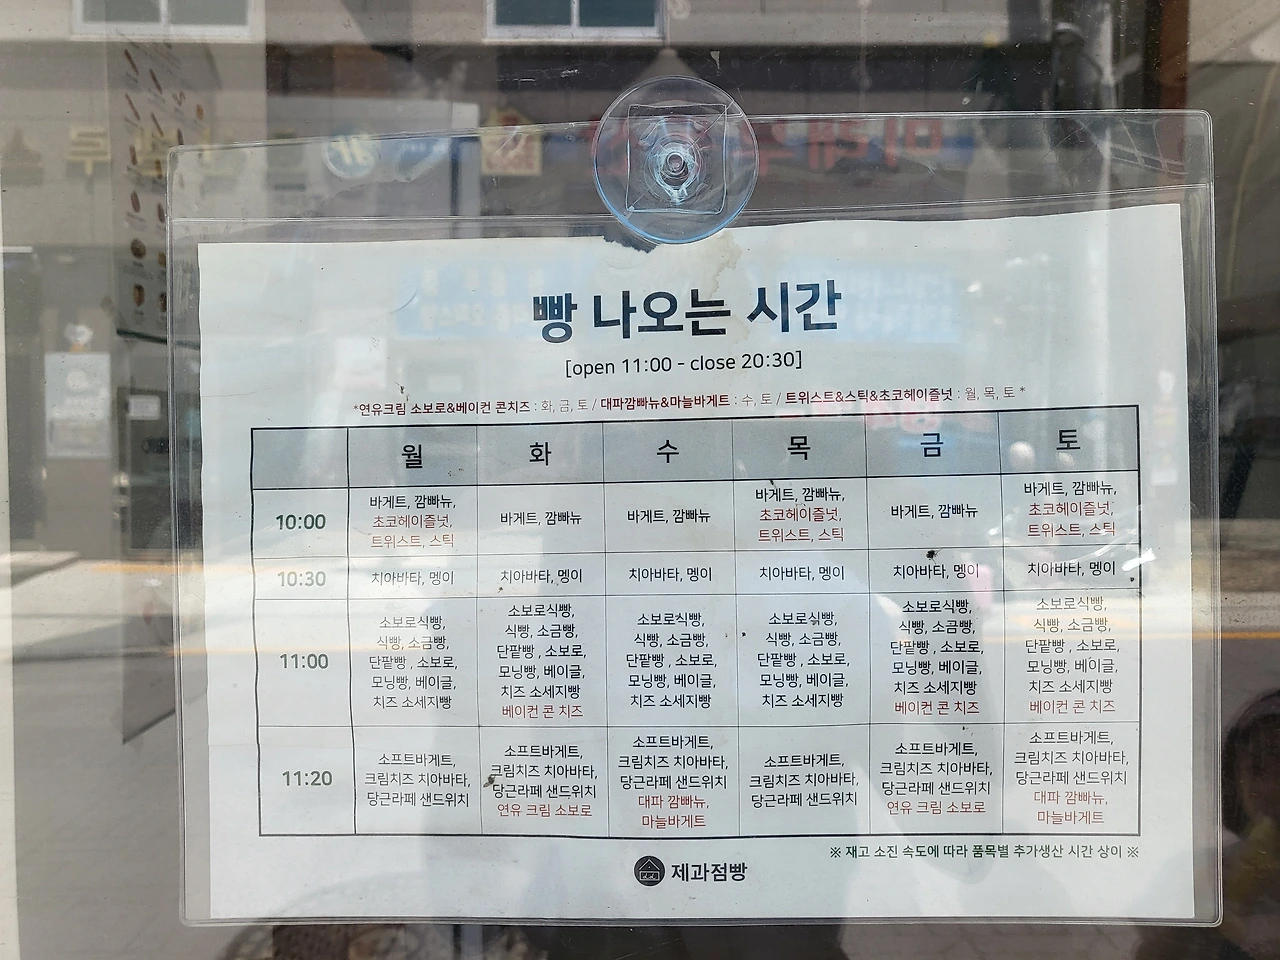 빵 나오는 시간
[open 11:00 - close 20:30]
*연유크림 소보로&베이컨 콘치즈 : 화, 금, 토 / 대파깜빠뉴&마늘바게트 : 수, 토 / 트위스트&스틱&초코헤이즐넛 : 월, 목, 토 *
월 화 수 목 금 토
10:00
바게트, 깜빠뉴,
초코헤이즐넛,
트위스트, 스틱
바게트, 깜빠뉴
바게트, 깜빠뉴
바게트, 깜빠뉴,
초코헤이즐넛,
트위스트, 스틱
바게트, 깜빠뉴
바게트, 깜빠뉴,
초코헤이즐넛,
트위스트, 스틱
10:30
치아바타, 멩이
치아바타, 멩이
치아바타, 멩이
치아바타, 멩이
치아바타, 멩이
치아바타, 멩이
11:00
소보로식빵,
식빵, 소금빵,
단팥빵 , 소보로,
모닝빵, 베이글,
치즈 소세지빵
소보로식빵,
식빵, 소금빵,
단팥빵 , 소보로,
모닝빵, 베이글,
치즈 소세지빵
베이컨 콘 치즈
소보로식빵,
식빵, 소금빵,
단팥빵 , 소보로,
모닝빵, 베이글,
치즈 소세지빵
소보로식빵,
식빵, 소금빵,
단팥빵 , 소보로,
모닝빵, 베이글,
치즈 소세지빵
소보로식빵,
식빵, 소금빵,
단팥빵 , 소보로,
모닝빵, 베이글,
치즈 소세지빵
베이컨 콘 치즈
소보로식빵,
식빵, 소금빵,
단팥빵 , 소보로,
모닝빵, 베이글,
치즈 소세지빵
베이컨 콘 치즈
11:20
소프트바게트,
크림치즈 치아바타,
당근라페 샌드위치
소프트바게트,
크림치즈 치아바타,
당근라페 샌드위치
연유 크림 소보로
소프트바게트,
크림치즈 치아바타,
당근라페 샌드위치
대파 깜빠뉴,
마늘바게트
소프트바게트,
크림치즈 치아바타,
당근라페 샌드위치
소프트바게트,
크림치즈 치아바타,
당근라페 샌드위치
연유 크림 소보로
소프트바게트,
크림치즈 치아바타,
당근라페 샌드위치
대파 깜빠뉴,
마늘바게트
※ 재고 소진 속도에 따라 품목별 추가생산 시간 상이 ※
제과점빵